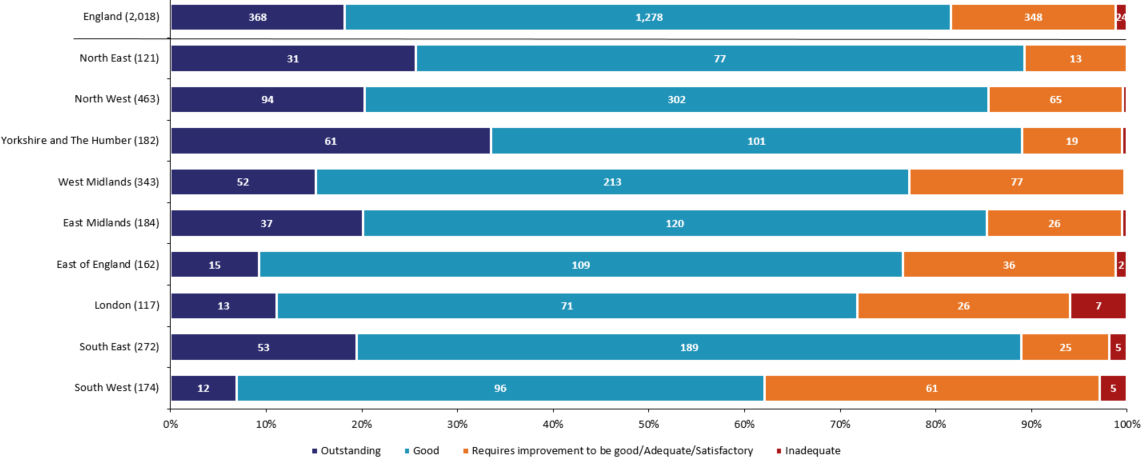 England (2,018) 368 1,278 348 24
North East (121) 31 77 13
North West (463) 94 302 65
Yorkshire and The Humber (182) 61 101 19
West Midlands (343) 52 213 77
East Midlands (184) 37 120 26
East of England (162) 15 109 36 2
London (117) 13 71 26 7
South East (272) 53 189 25 5
South West (174) 12 96 61 5
0% 10% 20% 30% 40% 50% 60% 70% 80% 90% 100%
Outstanding Good Requires improvement to be good/Adequate/Satisfactory Inadequate